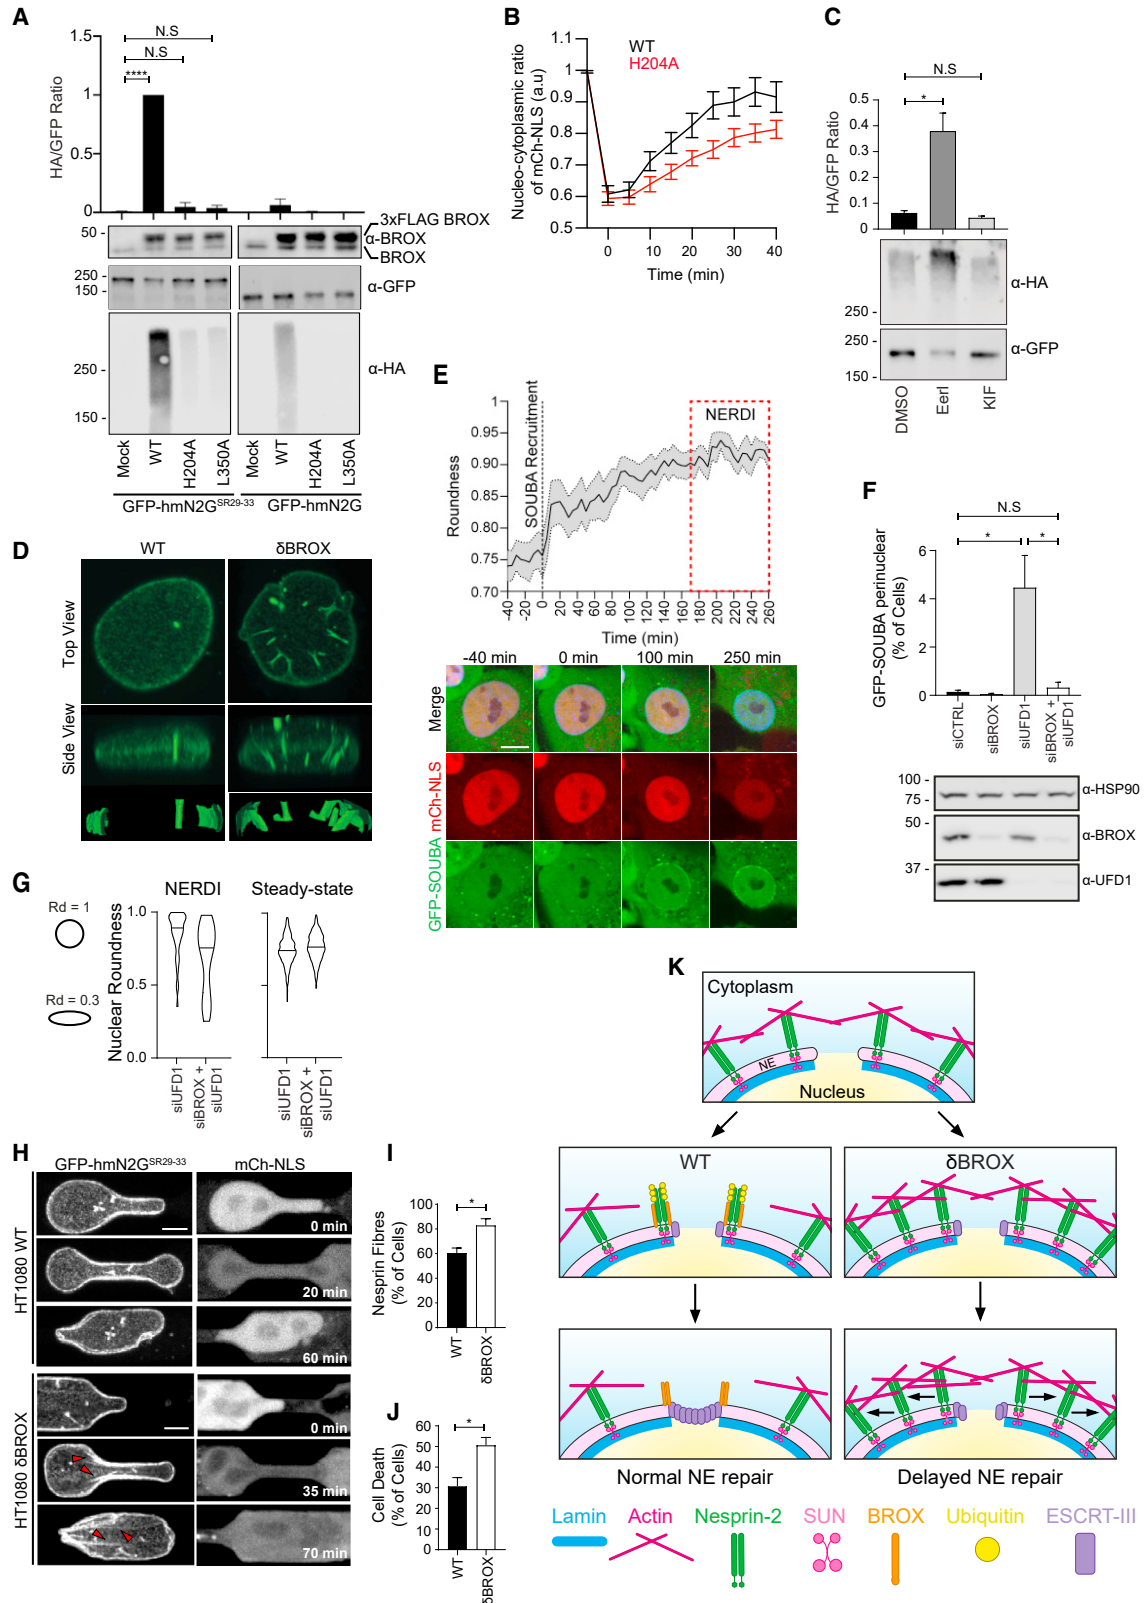 A
N.S
N.S
****
HA/GFP Ratio
1.5
1
0.5
0
3xFLAG BROX
50 -
α-BROX
BROX
250 -
150 -
α-GFP
250 -
150 -
α-HA
Mock
WT
H204A
L350A
Mock
WT
H204A
L350A
GFP-hmN2G^SR29-33
GFP-hmN2G
B
Nucleo-cytoplasmic ratio
of mCh-NLS (a.u)
1.1
1
0.9
0.8
0.7
0.6
0.5
WT
H204A
0 10 20 30 40
Time (min)
C
N.S
*
HA/GFP Ratio
0.5
0.4
0.3
0.2
0.1
0
α-HA
250 -
250 -
α-GFP
150 -
DMSO
EerI
KIF
D
WT
δBROX
Top View
Side View
E
Roundness
1
0.95
0.90
0.85
0.80
0.75
0.70
SOUBA Recruitment
NERDI
-40 -20 0 20 40 60 80 100 120 140 160 180 200 220 240 260
Time (min)
-40 min
0 min
100 min
250 min
Merge
mCh-NLS
GFP-SOUBA
F
N.S
*
*
GFP-SOUBA perinuclear
(% of Cells)
6
4
2
0
siCTRL
siBROX
siUFD1
siBROX +
siUFD1
100 -
75 -
α-HSP90
50 -
α-BROX
37 -
α-UFD1
G
Rd = 1
Rd = 0.3
NERDI
Steady-state
Nuclear Roundness
1.0
0.5
0.0
siUFD1
siBROX +
siUFD1
siUFD1
siBROX +
siUFD1
H
GFP-hmN2G^SR29-33
mCh-NLS
HT1080 WT
0 min
20 min
60 min
HT1080 δBROX
0 min
35 min
70 min
I
Nesprin Fibres
(% of Cells)
100
80
60
40
20
0
*
WT
δBROX
J
Cell Death
(% of Cells)
60
50
40
30
20
10
0
*
WT
δBROX
K
Cytoplasm
NE
Nucleus
WT
δBROX
Normal NE repair
Delayed NE repair
Lamin
Actin
Nesprin-2
SUN
BROX
Ubiquitin
ESCRT-III